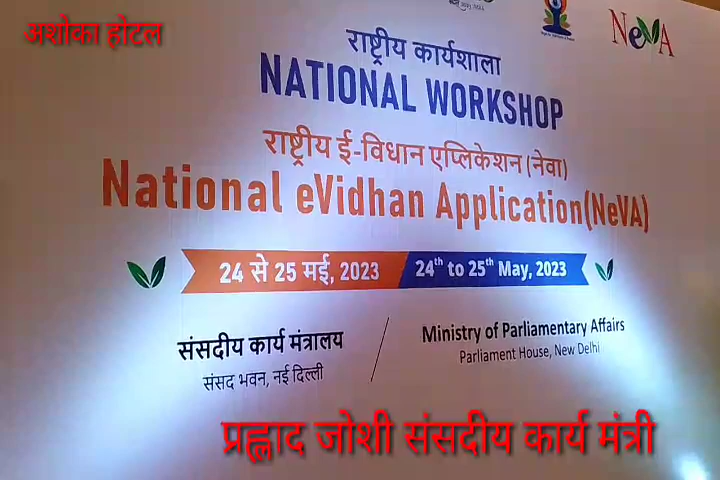 अशोका होटल
NeVA
राष्ट्रीय कार्यशाला
NATIONAL WORKSHOP
राष्ट्रीय ई-विधान एप्लिकेशन (नेवा)
National eVidhan Application(NeVA)
24 से 25 मई, 2023
24th to 25th May, 2023
संसदीय कार्य मंत्रालय
संसद भवन, नई दिल्ली
Ministry of Parliamentary Affairs
Parliament House, New Delhi
प्रह्लाद जोशी संसदीय कार्य मंत्री